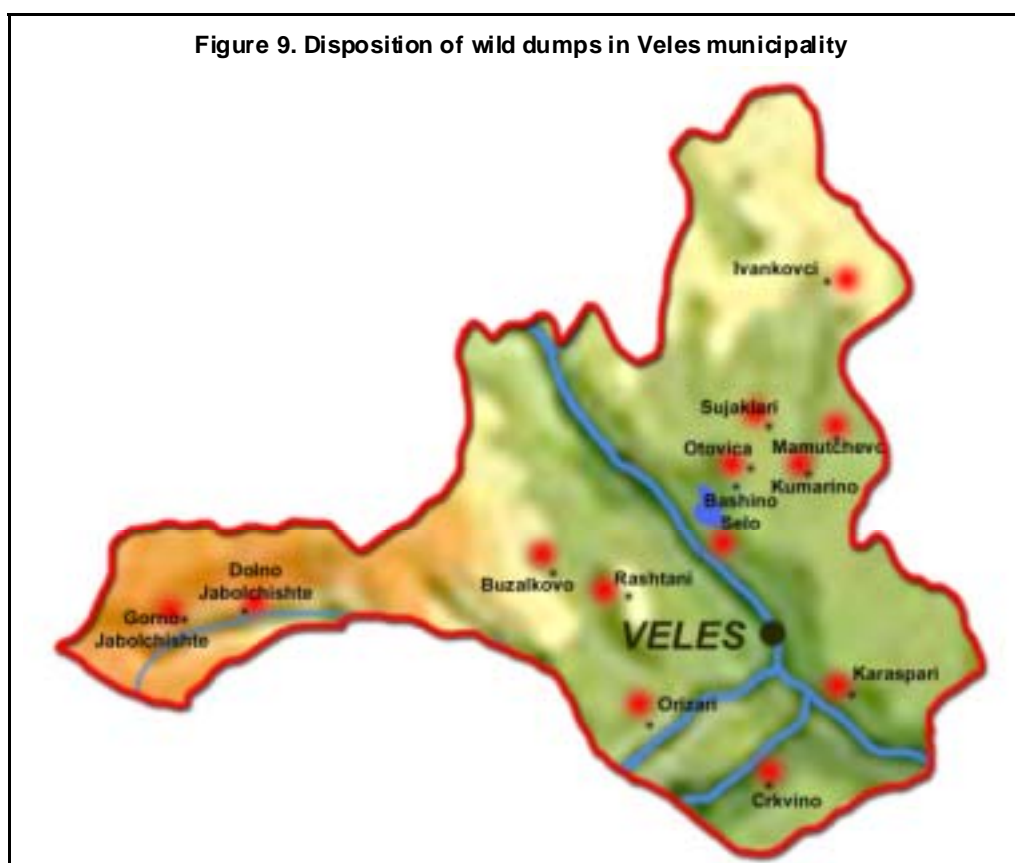 Figure 9. Disposition of wild dumps in Veles municipality
Ivankovci
Sujaklari
Otovica
Mamutchevo
Kumarino
Bashino
Selo
Buzalkovo
Rashtani
Dolno
Jabolchishte
Gorno
Jabolchishte
VELES
Karaspari
Orizari
Crkvino